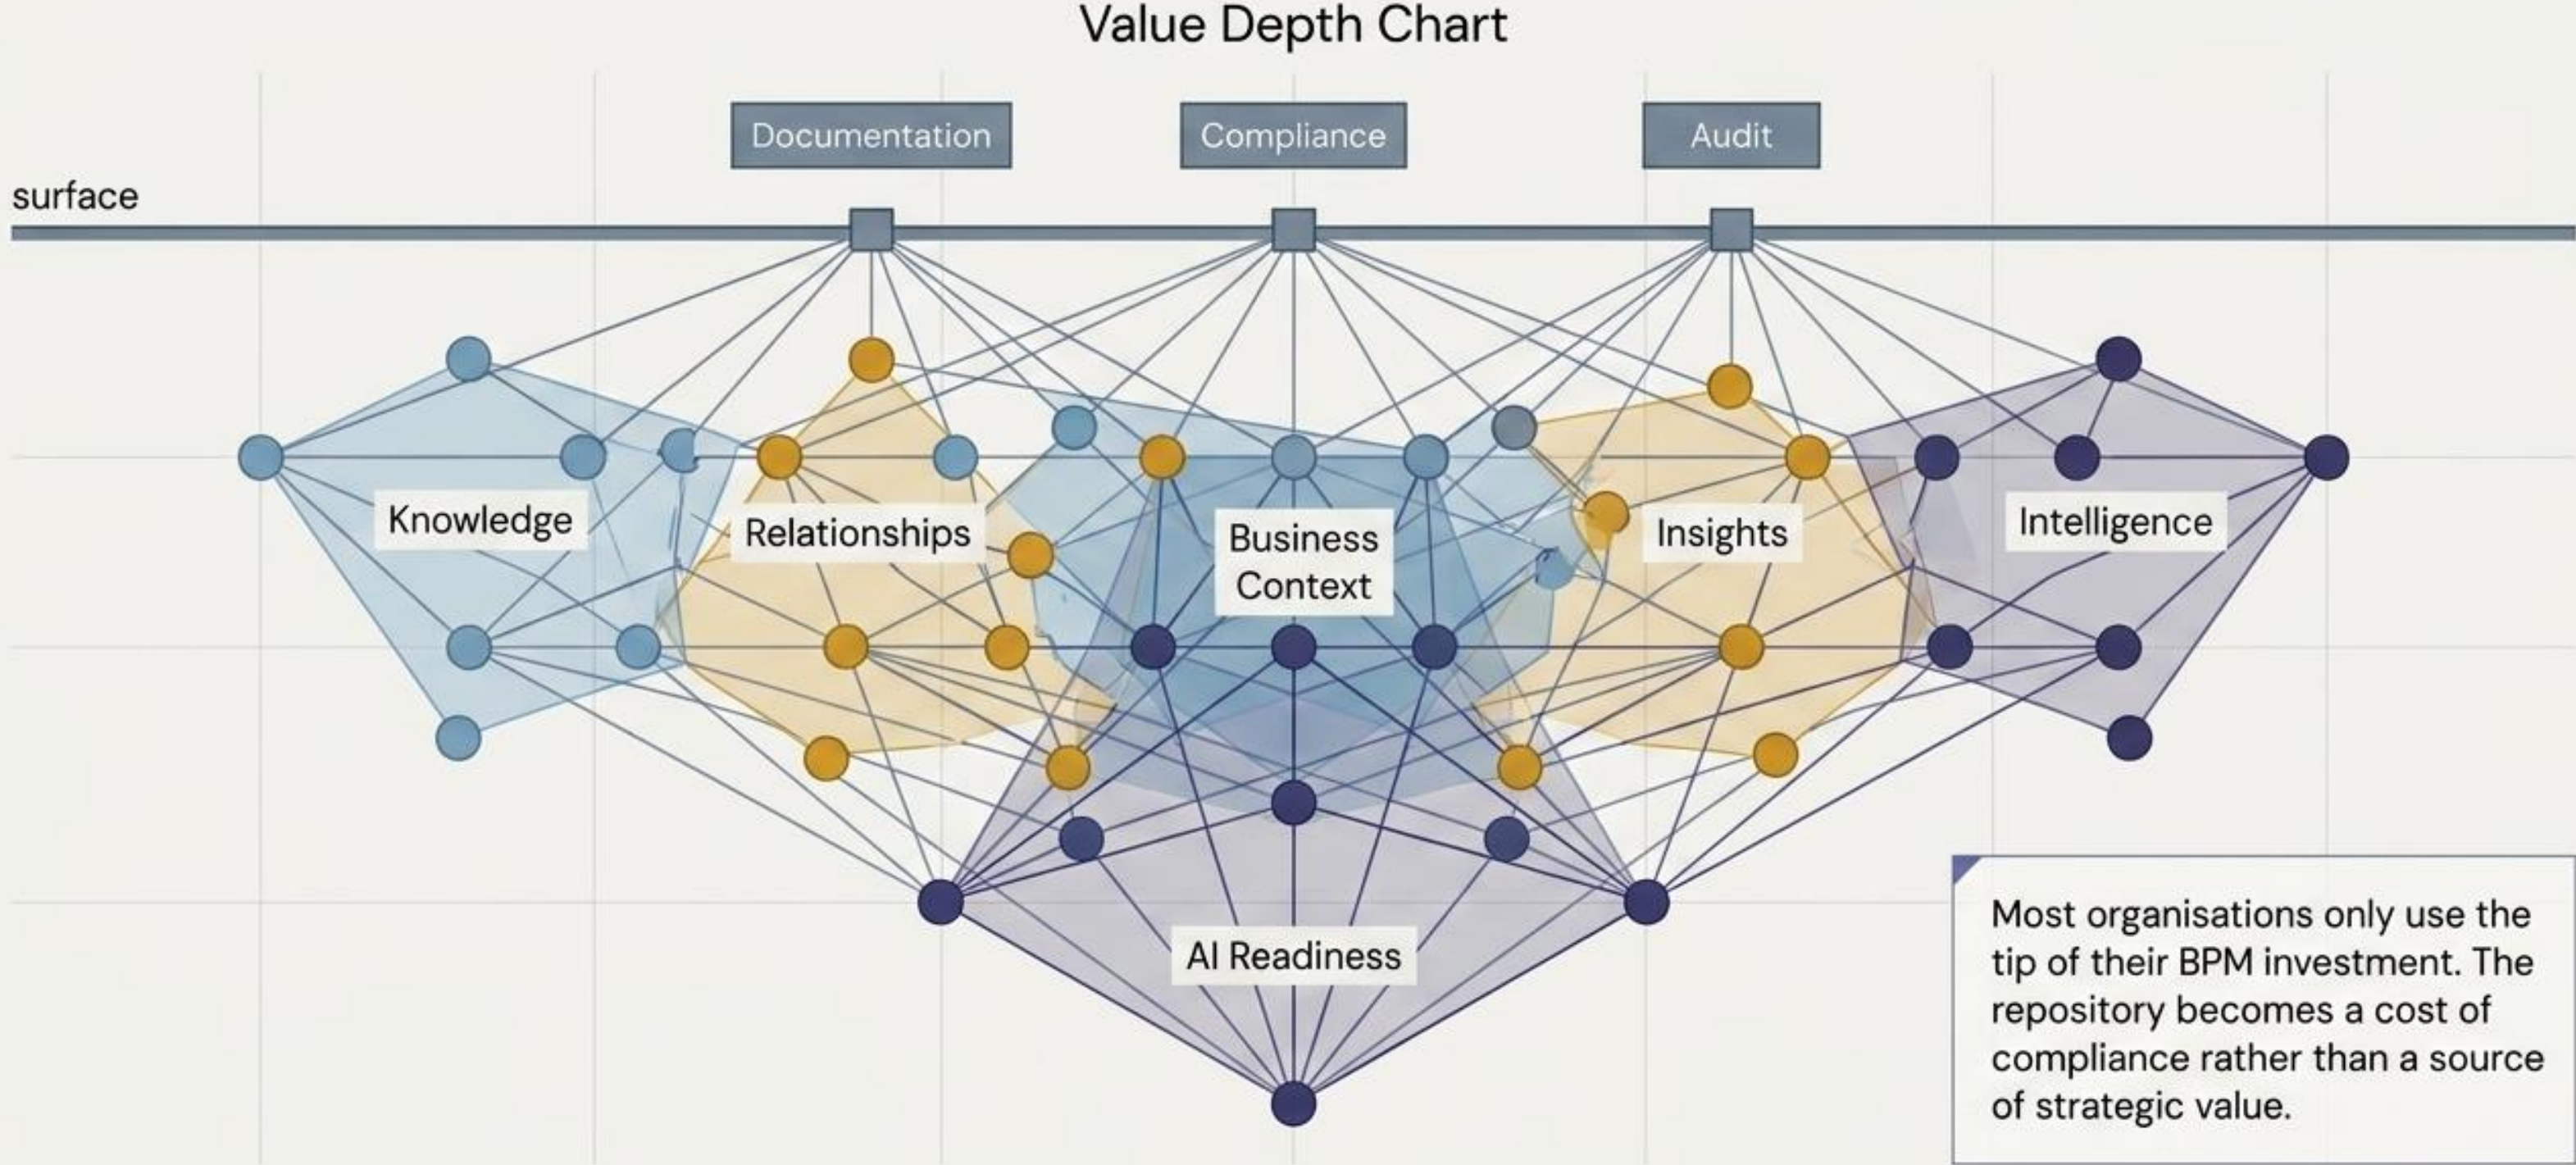 Value Depth Chart
Documentation
Compliance
Audit
surface
Knowledge
Relationships
Business
Context
Insights
Intelligence
AI Readiness
Most organisations only use the
tip of their BPM investment. The
repository becomes a cost of
compliance rather than a source
of strategic value.